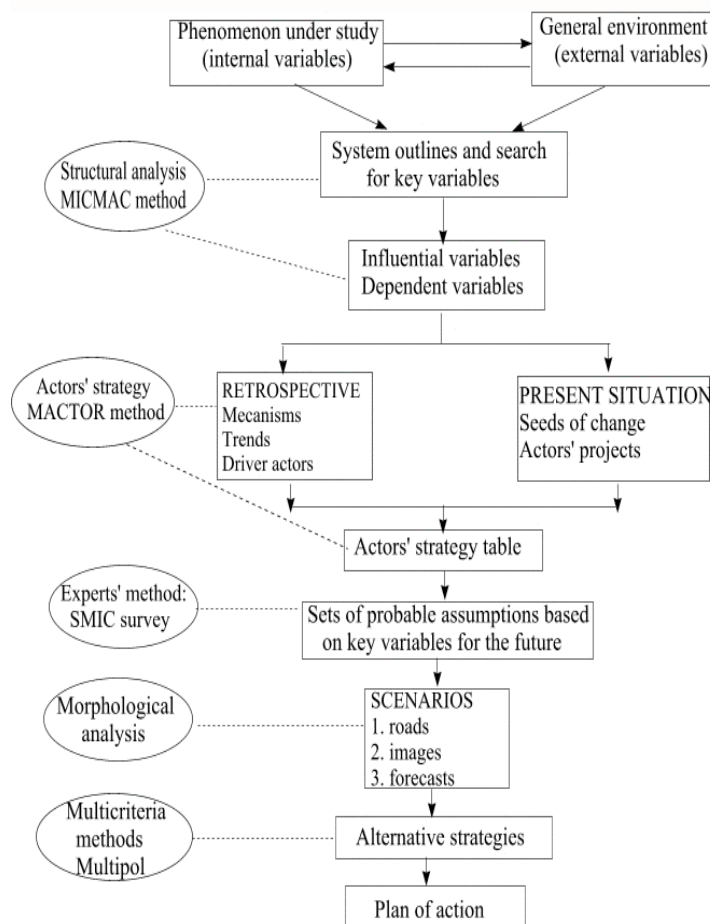 Phenomenon under study
(internal variables)
General environment
(external variables)
System outlines and search
for key variables
Structural analysis
MICMAC method
Influential variables
Dependent variables
Actors' strategy
MACTOR method
RETROSPECTIVE
Mecanisms
Trends
Driver actors
PRESENT SITUATION
Seeds of change
Actors' projects
Actors' strategy table
Experts' method:
SMIC survey
Sets of probable assumptions based
on key variables for the future
Morphological
analysis
SCENARIOS
1. roads
2. images
3. forecasts
Multicriteria
methods
Multipol
Alternative strategies
Plan of action